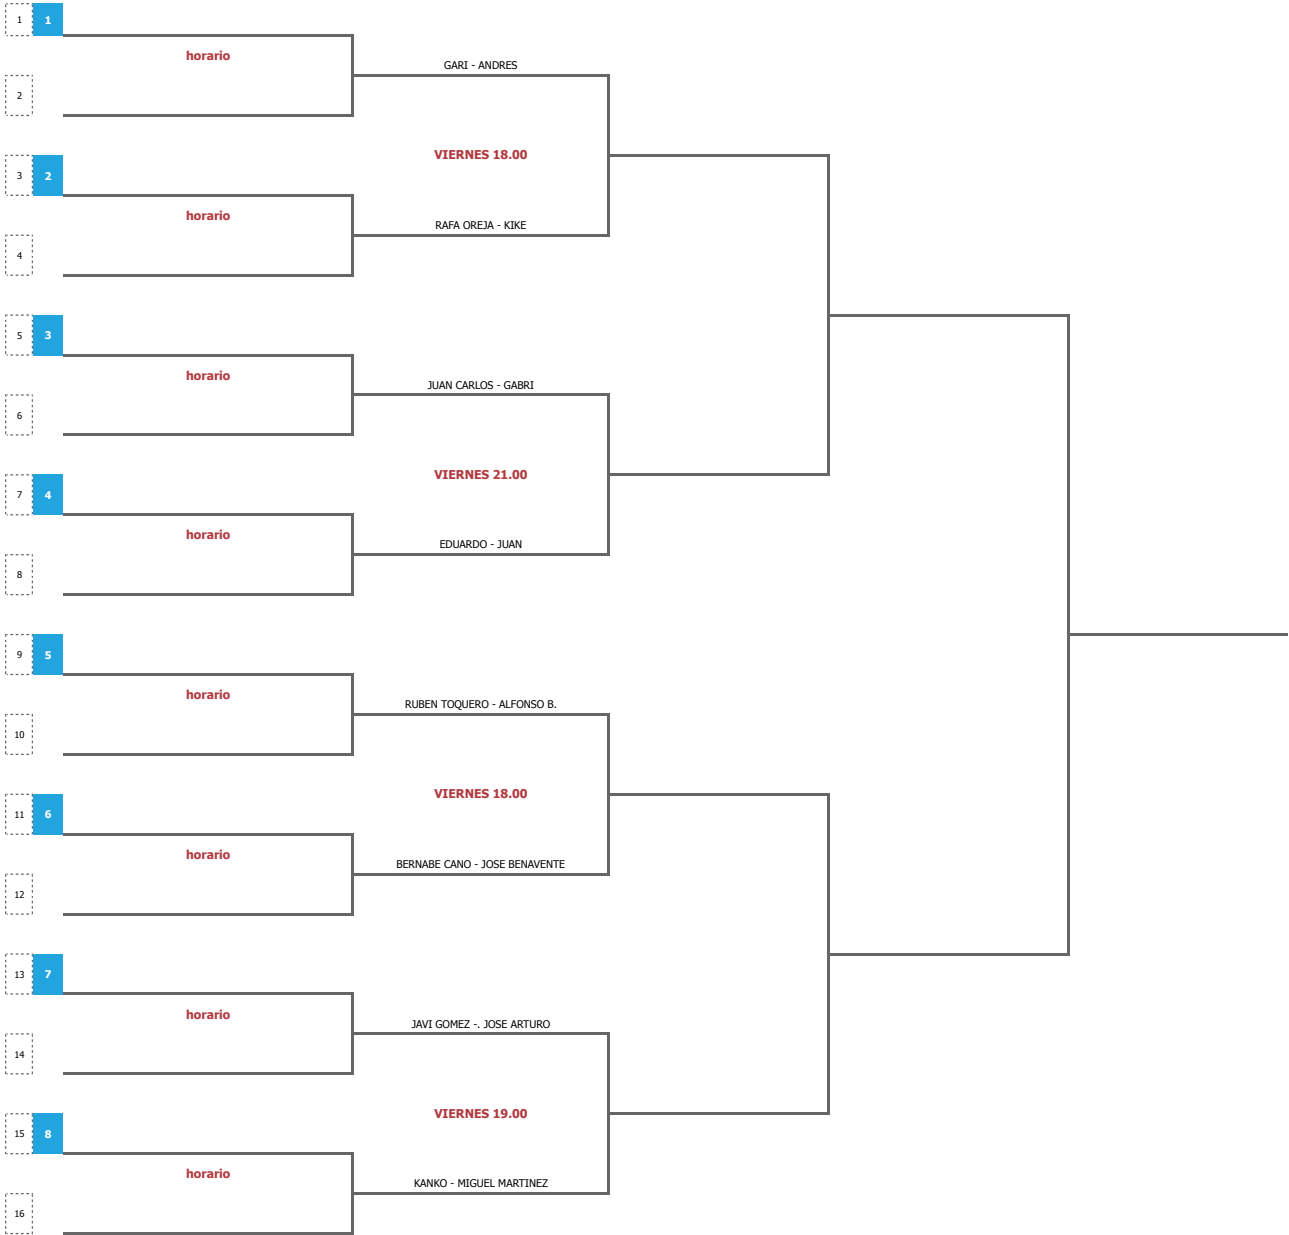 1 1
horario
GARI - ANDRES
2
VIERNES 18.00
3 2
horario
RAFA OREJA - KIKE
4
5 3
horario
JUAN CARLOS - GABRI
6
VIERNES 21.00
7 4
horario
EDUARDO - JUAN
8
9 5
horario
RUBEN TOQUERO - ALFONSO B.
10
VIERNES 18.00
11 6
horario
BERNABE CANO - JOSE BENAVENTE
12
13 7
horario
JAVI GOMEZ -. JOSE ARTURO
14
VIERNES 19.00
15 8
horario
KANKO - MIGUEL MARTINEZ
16